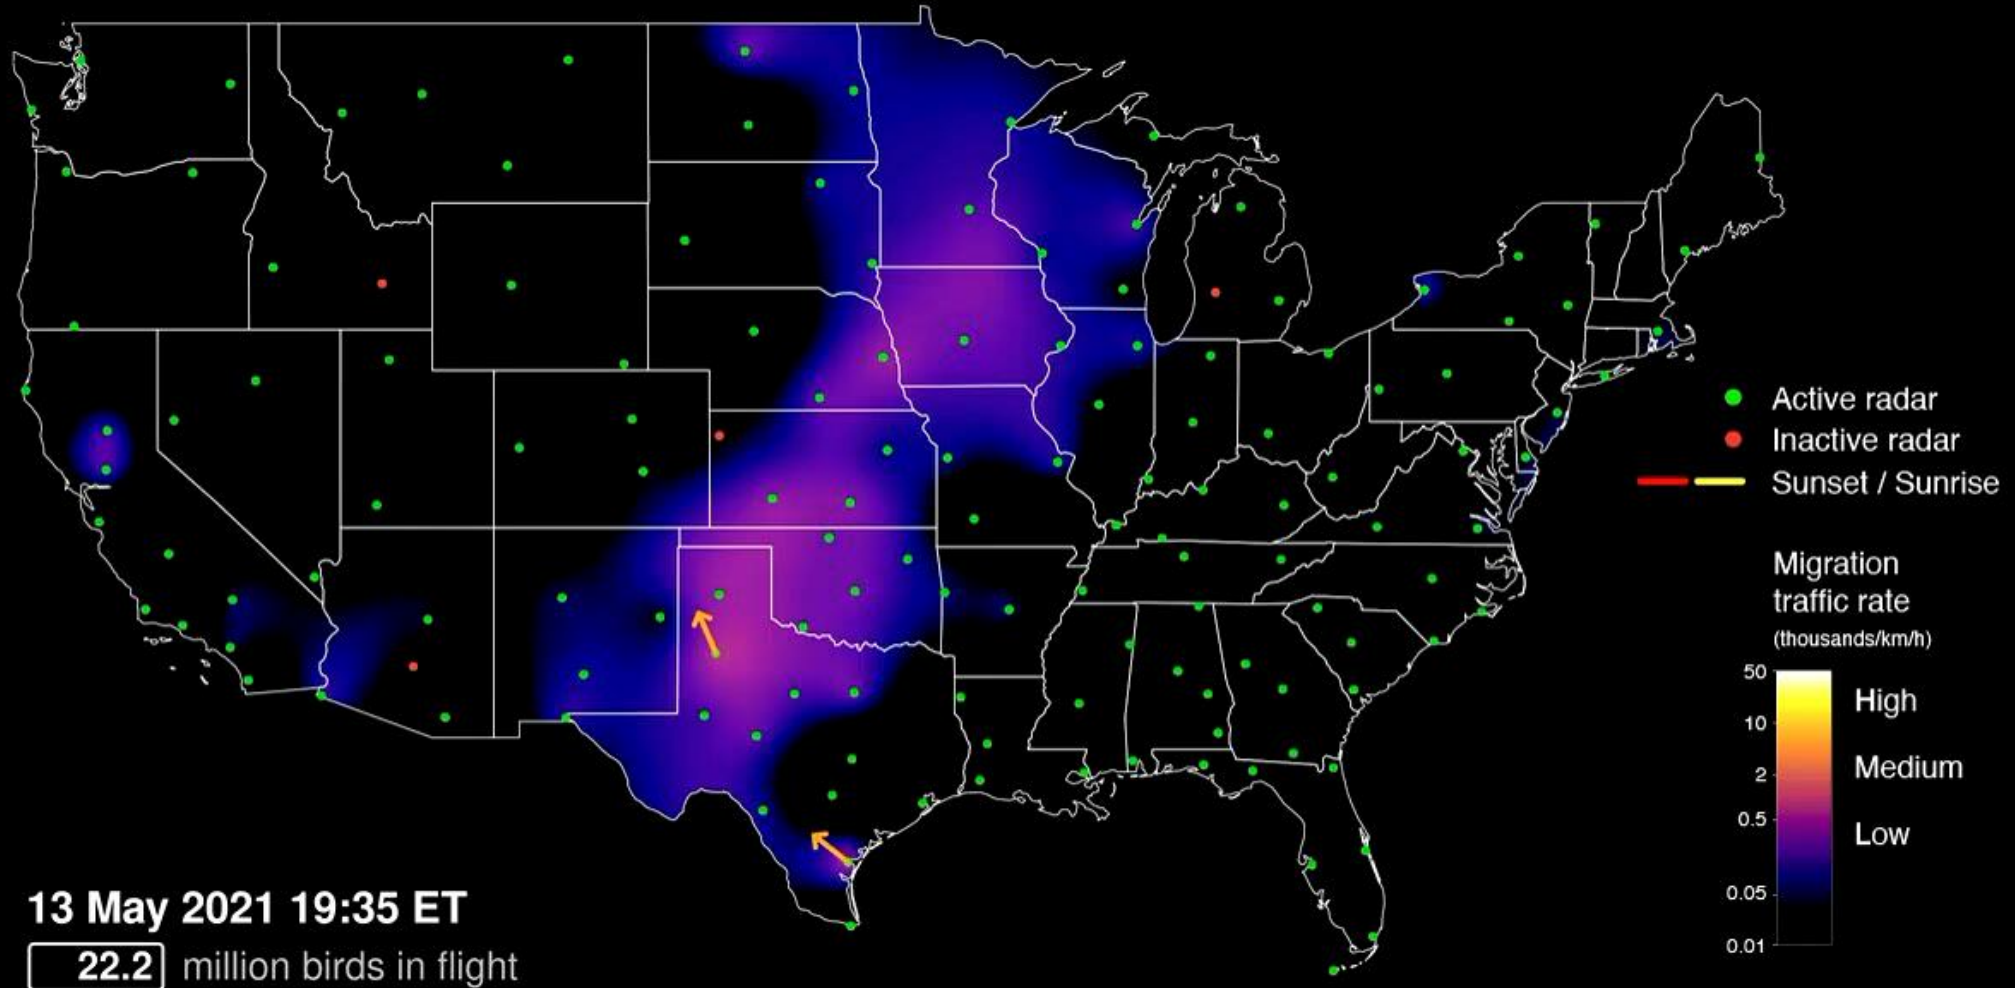 Active radar
Inactive radar
Sunset / Sunrise
Migration
traffic rate
(thousands/km/h)
50
High
10
Medium
2
0.5
Low
0.05
0.01
13 May 2021 19:35 ET
22.2 million birds in flight